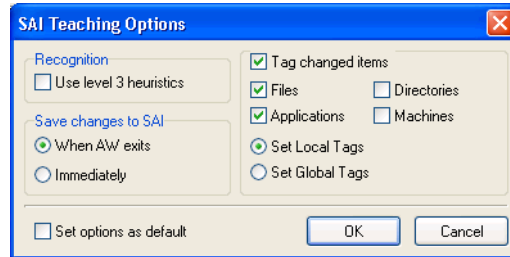 SAI Teaching Options
Recognition
Use level 3 heuristics
Save changes to SAI
When AW exits
Immediately
Tag changed items
Files Directories
Applications Machines
Set Local Tags
Set Global Tags
Set options as default
OK Cancel